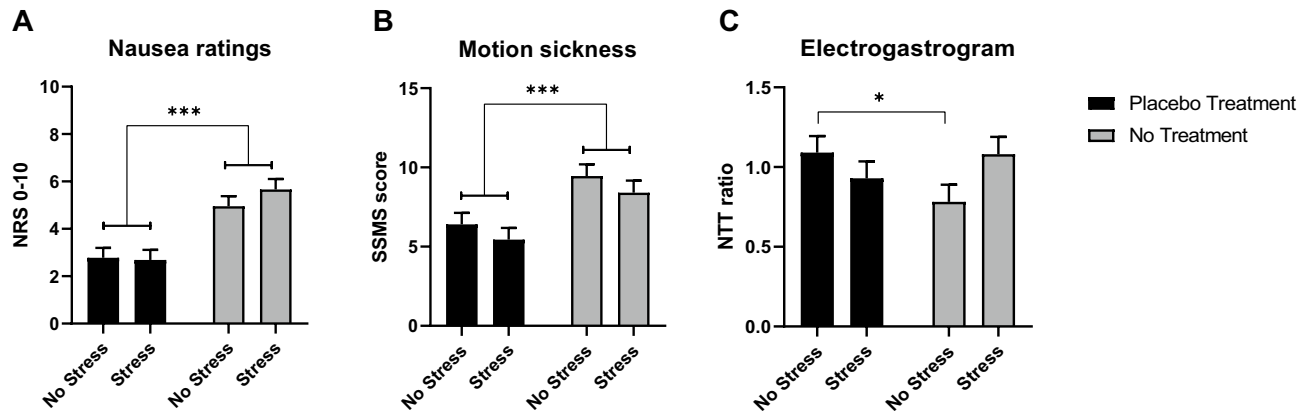 A
Nausea ratings
NRS 0-10
10
8
6
4
2
0
***
No Stress
Stress
No Stress
Stress
B
Motion sickness
SSMS score
15
10
5
0
***
No Stress
Stress
No Stress
Stress
C
Electrogastrogram
NTT ratio
1.5
1.0
0.5
0.0
*
No Stress
Stress
No Stress
Stress
Placebo Treatment
No Treatment